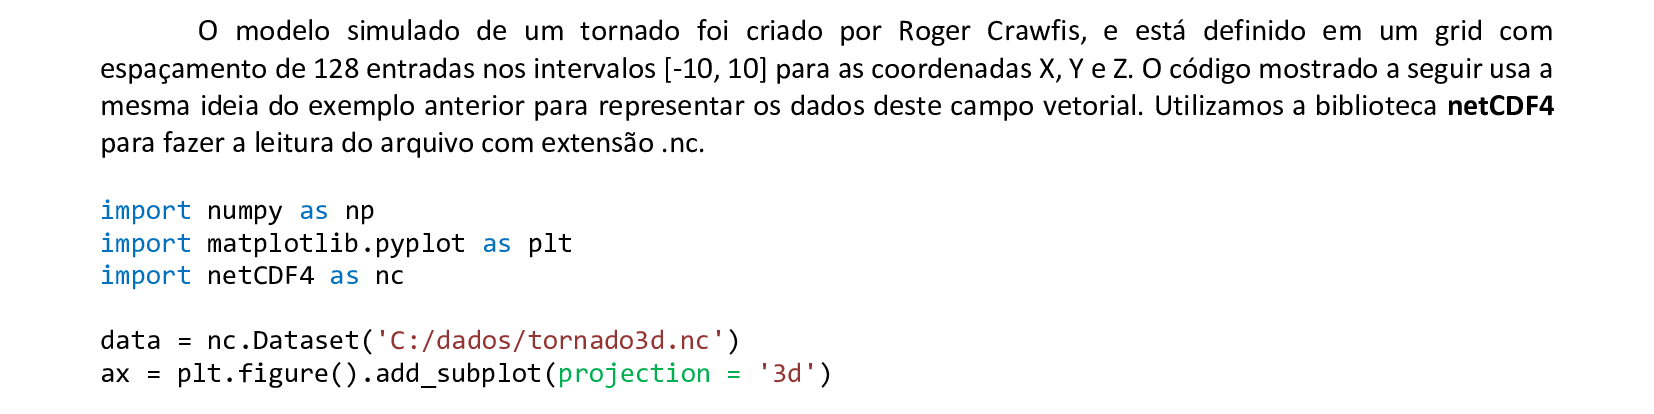 O modelo simulado de um tornado foi criado por Roger Crawfis, e está definido em um grid com
espaçamento de 128 entradas nos intervalos [-10, 10] para as coordenadas X, Y e Z. O código mostrado a seguir usa a
mesma ideia do exemplo anterior para representar os dados deste campo vetorial. Utilizamos a biblioteca netCDF4
para fazer a leitura do arquivo com extensão .nc.
import numpy as np
import matplotlib.pyplot as plt
import netCDF4 as nc
data = nc.Dataset('C:/dados/tornado3d.nc')
ax = plt.figure().add_subplot(projection = '3d')